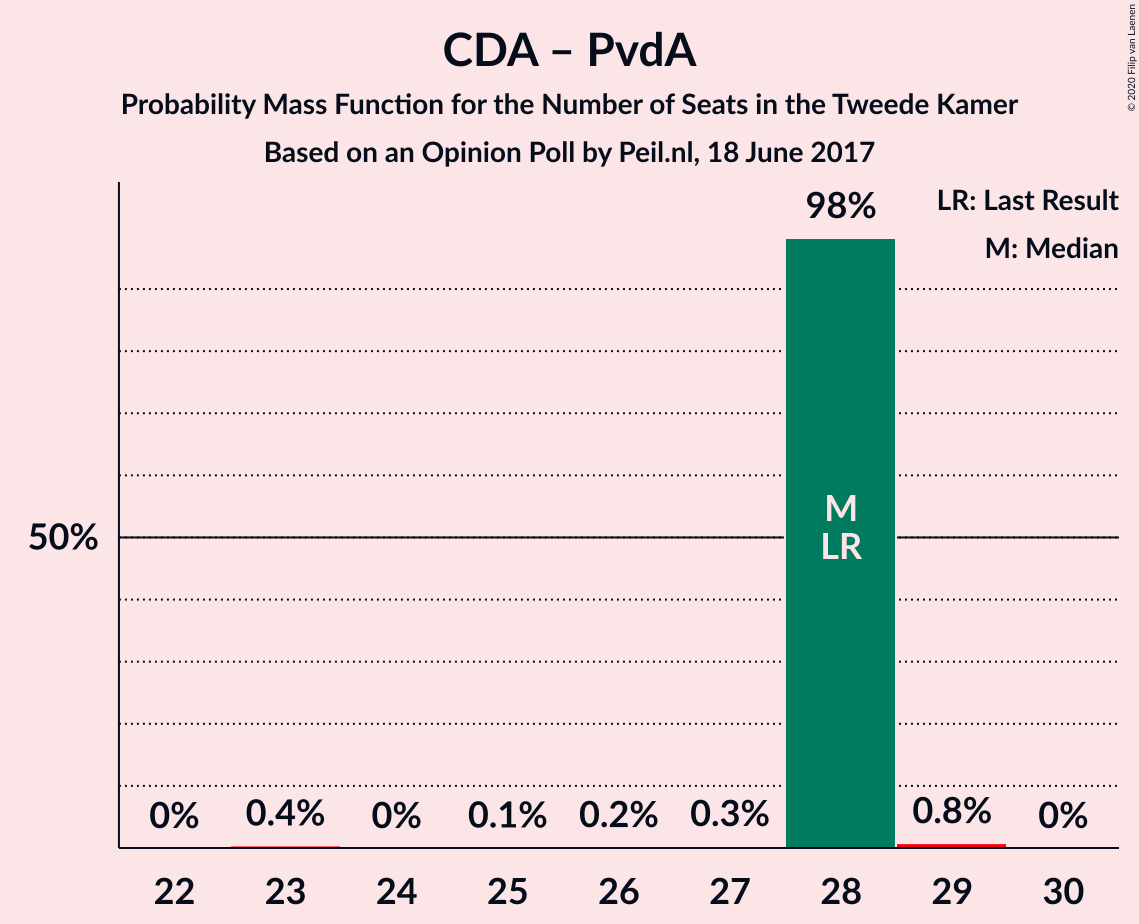 CDA – PvdA
Probability Mass Function for the Number of Seats in the Tweede Kamer
Based on an Opinion Poll by Peil.nl, 18 June 2017
© 2020 Filip van Laenen
LR: Last Result
M: Median
98%
50%
M
LR
0%
0.4%
0%
0.1%
0.2%
0.3%
0.8%
0%
22
23
24
25
26
27
28
29
30